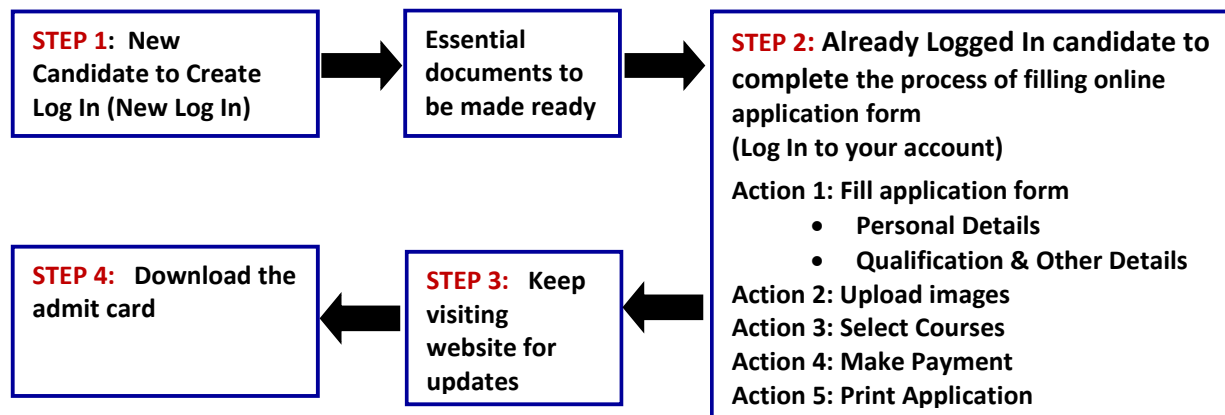 STEP 1:  New
Candidate to Create
Log In (New Log In)
Essential
documents to
be made ready
STEP 2: Already Logged In candidate to
complete the process of filling online
application form
(Log In to your account)
Action 1: Fill application form
• Personal Details
• Qualification & Other Details
Action 2: Upload images
Action 3: Select Courses
Action 4: Make Payment
Action 5: Print Application
STEP 3:  Keep
visiting
website for
updates
STEP 4:  Download the
admit card